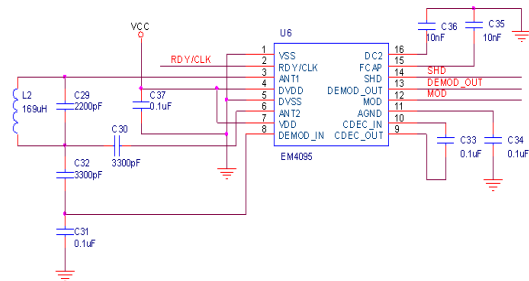 C36
10nF
C35
10nF
VCC
U6
RDY/CLK
1
2
3
4
5
6
7
8
VSS
RDY/CLK
ANT1
DVDD
DVSS
ANT2
VDD
DEMOD_IN
DC2
FCAP
SHD
DEMOD_OUT
MOD
AGND
CDEC_IN
CDEC_OUT
16
15
14
13
12
11
10
9
SHD
DEMOD_OUT
MOD
EM4095
L2
169uH
C29
2200pF
C37
0.1uF
C30
3300pF
C32
3300pF
C31
0.1uF
C33
0.1uF
C34
0.1uF